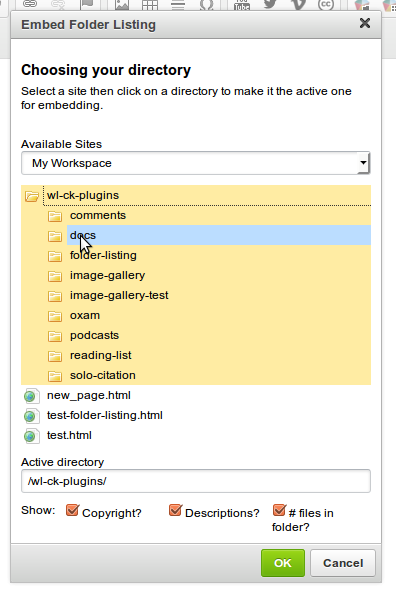 Embed Folder Listing
Choosing your directory
Select a site then click on a directory to make it the active one
for embedding.
Available Sites
My Workspace
wl-ck-plugins
comments
docs
folder-listing
image-gallery
image-gallery-test
oxam
podcasts
reading-list
solo-citation
new_page.html
test-folder-listing.html
test.html
Active directory
/wl-ck-plugins/
Show: Copyright? Descriptions? # files in
folder?
OK Cancel